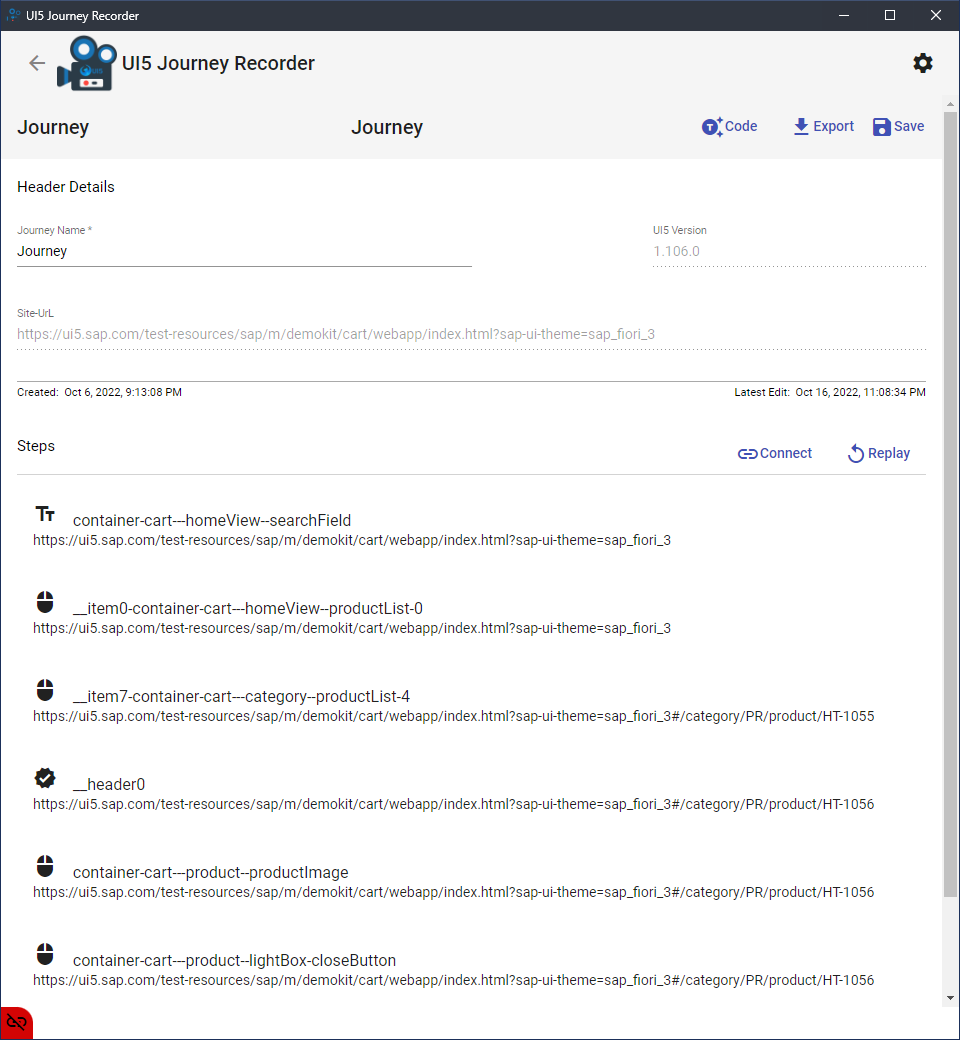 UI5 Journey Recorder
UI5 Journey Recorder
Journey Journey Code Export Save
Header Details
Journey Name * UI5 Version
Journey 1.106.0
Site-UrL
https://ui5.sap.com/test-resources/sap/m/demokit/cart/webapp/index.html?sap-ui-theme=sap_fiori_3
Created: Oct 6, 2022, 9:13:08 PM Latest Edit: Oct 16, 2022, 11:08:34 PM
Steps Connect Replay
container-cart---homeView--searchField
https://ui5.sap.com/test-resources/sap/m/demokit/cart/webapp/index.html?sap-ui-theme=sap_fiori_3
__item0-container-cart---homeView--productList-0
https://ui5.sap.com/test-resources/sap/m/demokit/cart/webapp/index.html?sap-ui-theme=sap_fiori_3
__item7-container-cart---category--productList-4
https://ui5.sap.com/test-resources/sap/m/demokit/cart/webapp/index.html?sap-ui-theme=sap_fiori_3#/category/PR/product/HT-1055
__header0
https://ui5.sap.com/test-resources/sap/m/demokit/cart/webapp/index.html?sap-ui-theme=sap_fiori_3#/category/PR/product/HT-1056
container-cart---product--productImage
https://ui5.sap.com/test-resources/sap/m/demokit/cart/webapp/index.html?sap-ui-theme=sap_fiori_3#/category/PR/product/HT-1056
container-cart---product--lightBox-closeButton
https://ui5.sap.com/test-resources/sap/m/demokit/cart/webapp/index.html?sap-ui-theme=sap_fiori_3#/category/PR/product/HT-1056